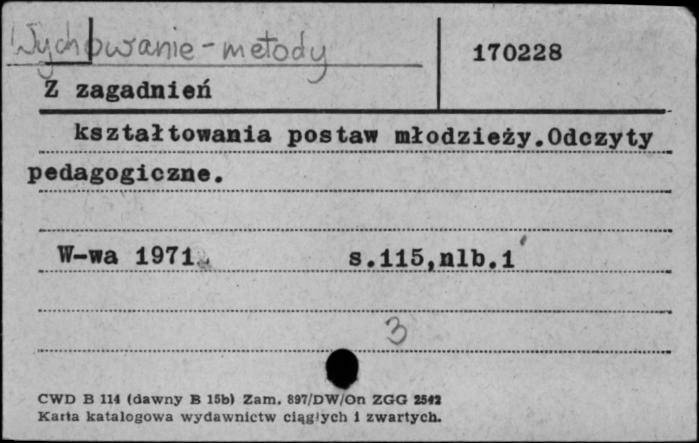 Wychowanie - metody
170228
Z zagadnień
kształtowania postaw młodzieży.Odczyty
pedagogiczne.
W-wa 1971
s.115,nlb.1
3
CWD B 114 (dawny B 15b) Zam. 897/DW/On ZGG 2542
Karta katalogowa wydawnictw ciągłych i zwartych.